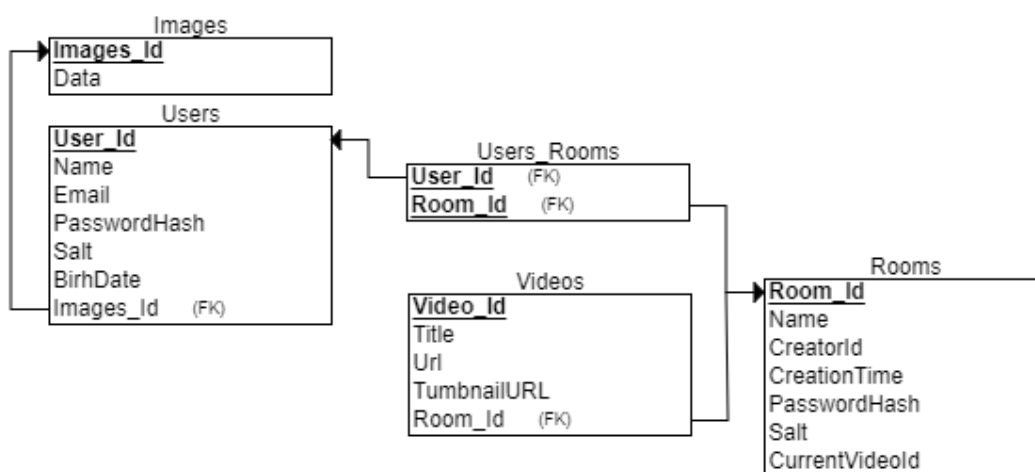 Images
Images_Id
Data
Users
User_Id
Name
Email
PasswordHash
Salt
BirhDate
Images_Id (FK)
Users_Rooms
User_Id (FK)
Room_Id (FK)
Videos
Video_Id
Title
Url
TumbnailURL
Room_Id (FK)
Rooms
Room_Id
Name
CreatorId
CreationTime
PasswordHash
Salt
CurrentVideoId